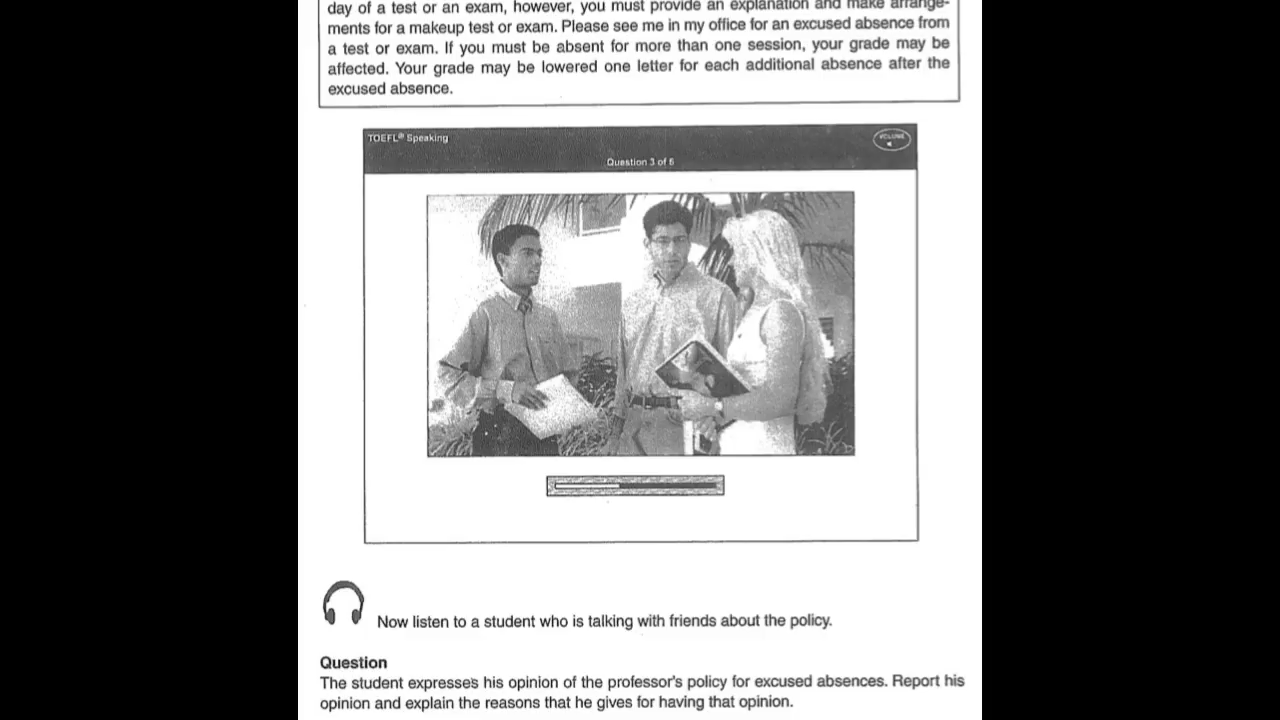 day of a test or an exam, however, you must provide an explanation and make arrange-
ments for a makeup test or exam. Please see me in my office for an excused absence from
a test or exam. If you must be absent for more than one session, your grade may be
affected. Your grade may be lowered one letter for each additional absence after the
excused absence.
TOEFL® Speaking
VOLUME
Question 3 of 6
Now listen to a student who is talking with friends about the policy.
Question
The student expresses his opinion of the professor's policy for excused absences. Report his
opinion and explain the reasons that he gives for having that opinion.